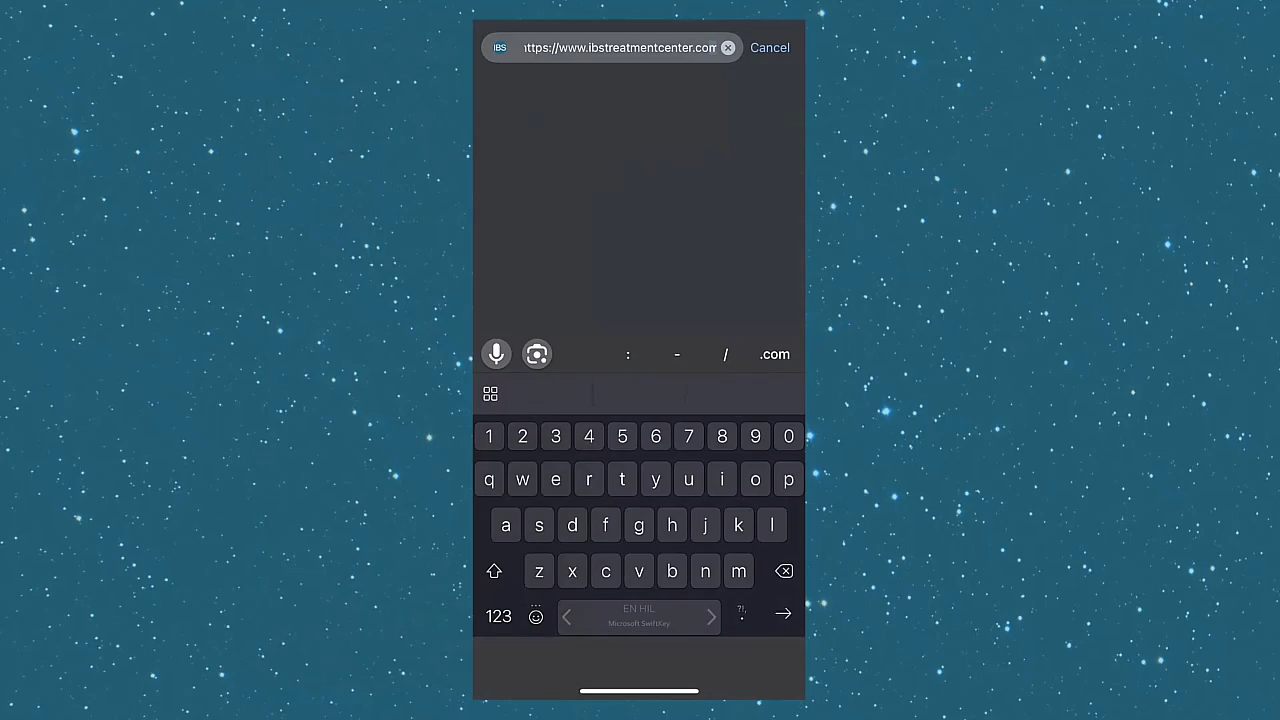 IBS ttps://www.ibstreatmentcenter.com Cancel
: - / .com
1 2 3 4 5 6 7 8 9 0
q w e r t y u i o p
a s d f g h j k l
z x c v b n m
123 EN HIL ?!, .
Microsoft SwiftKey